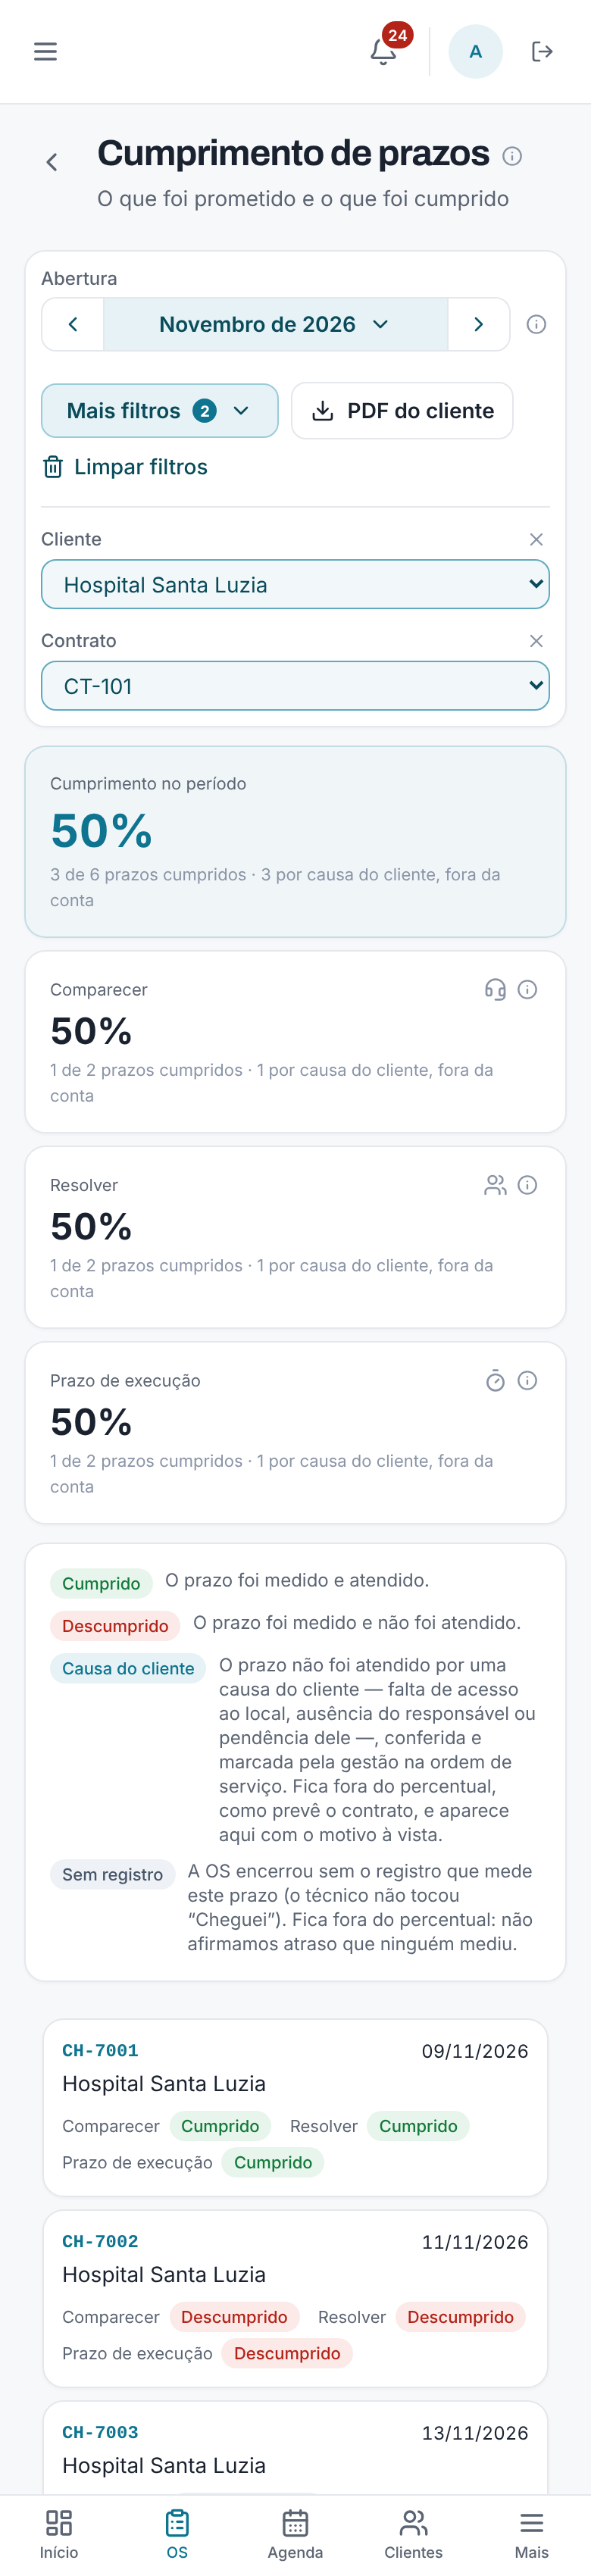 24
A
Cumprimento de prazos
O que foi prometido e o que foi cumprido
Abertura
Novembro de 2026
Mais filtros 2
PDF do cliente
Limpar filtros
Cliente
Hospital Santa Luzia
Contrato
CT-101
Cumprimento no período
50%
3 de 6 prazos cumpridos · 3 por causa do cliente, fora da
conta
Comparecer
50%
1 de 2 prazos cumpridos · 1 por causa do cliente, fora da
conta
Resolver
50%
1 de 2 prazos cumpridos · 1 por causa do cliente, fora da
conta
Prazo de execução
50%
1 de 2 prazos cumpridos · 1 por causa do cliente, fora da
conta
Cumprido O prazo foi medido e atendido.
Descumprido O prazo foi medido e não foi atendido.
Causa do cliente O prazo não foi atendido por uma
causa do cliente — falta de acesso
ao local, ausência do responsável ou
pendência dele —, conferida e
marcada pela gestão na ordem de
serviço. Fica fora do percentual,
como prevê o contrato, e aparece
aqui com o motivo à vista.
Sem registro A OS encerrou sem o registro que mede
este prazo (o técnico não tocou
“Cheguei”). Fica fora do percentual: não
afirmamos atraso que ninguém mediu.
CH-7001 09/11/2026
Hospital Santa Luzia
Comparecer Cumprido Resolver Cumprido
Prazo de execução Cumprido
CH-7002 11/11/2026
Hospital Santa Luzia
Comparecer Descumprido Resolver Descumprido
Prazo de execução Descumprido
CH-7003 13/11/2026
Hospital Santa Luzia
Início OS Agenda Clientes Mais